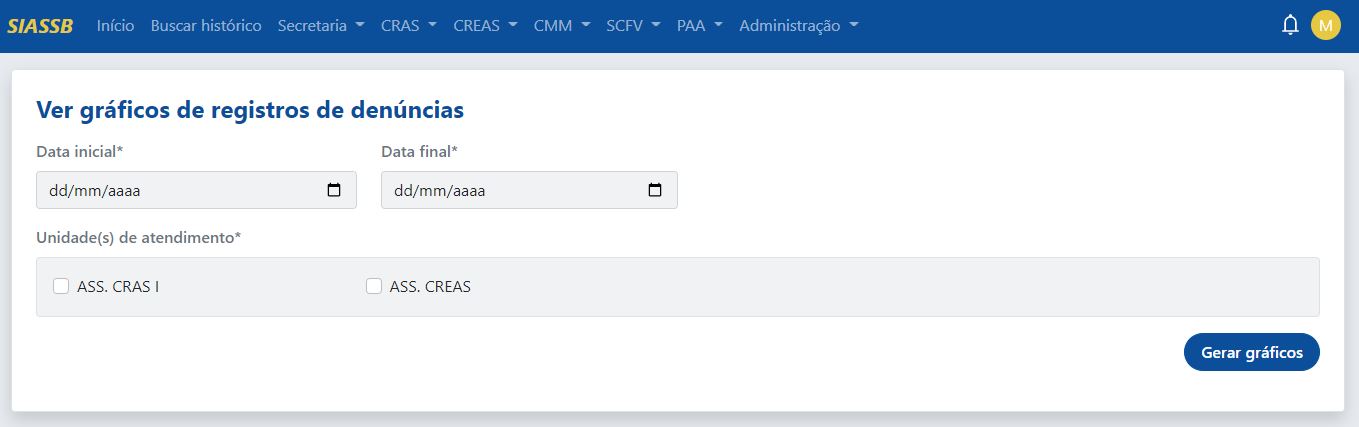 SIASSB Início Buscar histórico Secretaria CRAS CREAS CMM SCFV PAA Administração M
Ver gráficos de registros de denúncias
Data inicial* Data final*
dd/mm/aaaa dd/mm/aaaa
Unidade(s) de atendimento*
ASS. CRAS I ASS. CREAS
Gerar gráficos